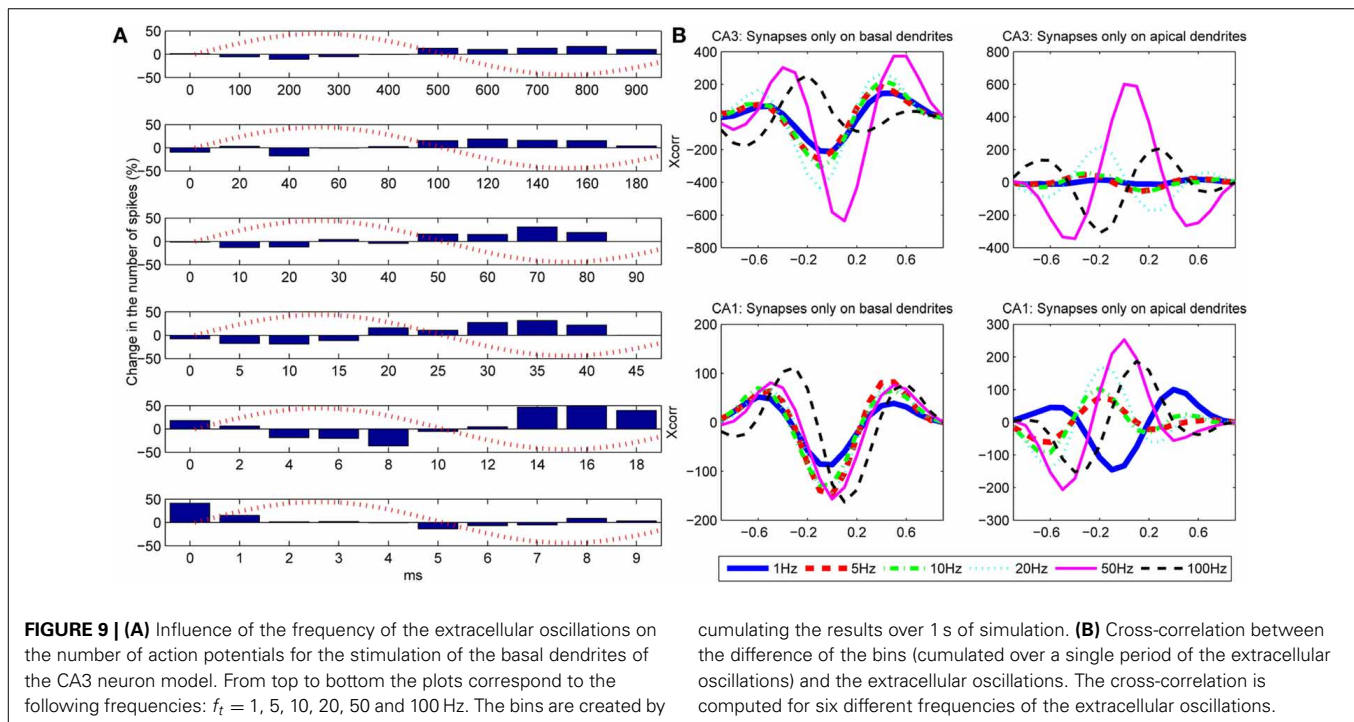 A
Change in the number of spikes (%)
50
0
−50
0 100 200 300 400 500 600 700 800 900
50
0
−50
0 20 40 60 80 100 120 140 160 180
50
0
−50
0 10 20 30 40 50 60 70 80 90
50
0
−50
0 5 10 15 20 25 30 35 40 45
50
0
−50
0 2 4 6 8 10 12 14 16 18
50
0
−50
0 1 2 3 4 5 6 7 8 9
ms
B
CA3: Synapses only on basal dendrites
Xcorr
400
200
0
−200
−400
−600
−800
−0.6 −0.2 0.2 0.6
CA3: Synapses only on apical dendrites
800
600
400
200
0
−200
−400
−0.6 −0.2 0.2 0.6
CA1: Synapses only on basal dendrites
Xcorr
200
100
0
−100
−200
−0.6 −0.2 0.2 0.6
CA1: Synapses only on apical dendrites
300
200
100
0
−100
−200
−300
−0.6 −0.2 0.2 0.6
1Hz 5Hz 10Hz 20Hz 50Hz 100Hz
FIGURE 9 | (A) Influence of the frequency of the extracellular oscillations on
the number of action potentials for the stimulation of the basal dendrites of
the CA3 neuron model. From top to bottom the plots correspond to the
following frequencies: fₜ = 1, 5, 10, 20, 50 and 100 Hz. The bins are created by
cumulating the results over 1 s of simulation. (B) Cross-correlation between
the difference of the bins (cumulated over a single period of the extracellular
oscillations) and the extracellular oscillations. The cross-correlation is
computed for six different frequencies of the extracellular oscillations.